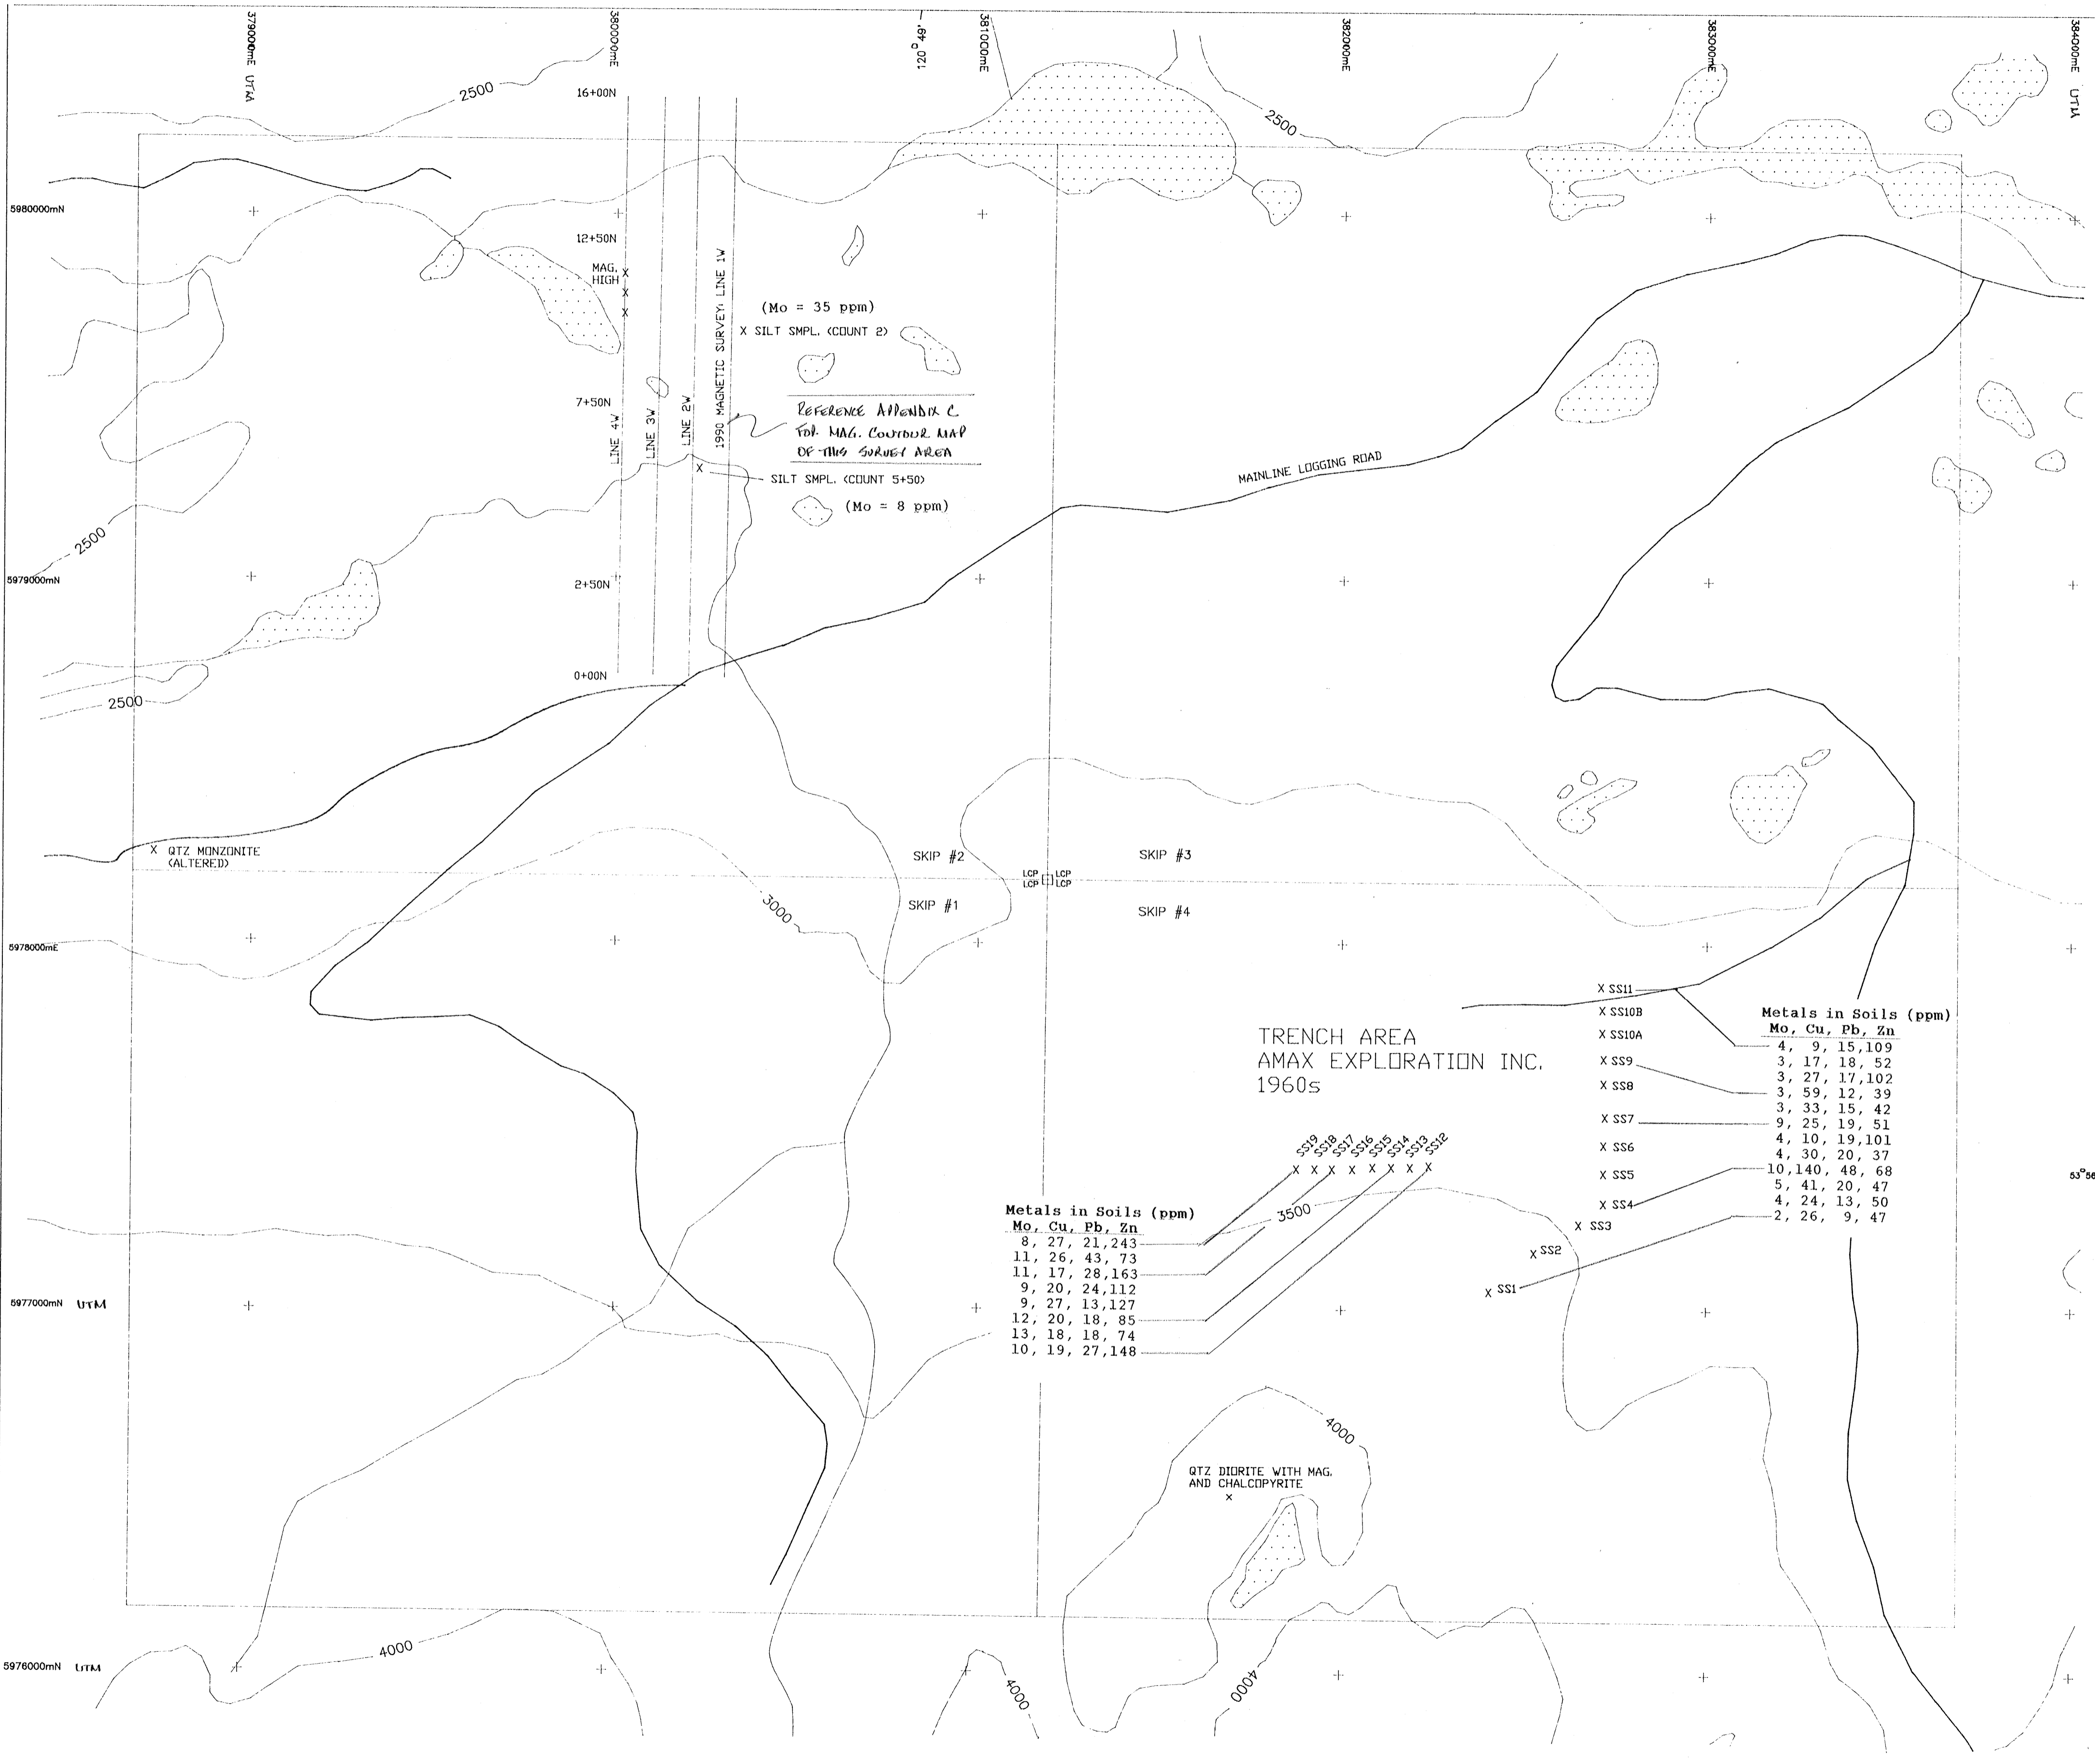 379000mE UTM
380000mE
120° 49'
381000mE
382000mE
383000mE
384000mE UTM
2500
16+00N
2500
5980000mN
12+50N
MAG.
HIGH
X
X
X
(Mo = 35 ppm)
X SILT SMPL. (COUNT 2)
7+50N
LINE 4W
LINE 3W
LINE 2W
1990 MAGNETIC SURVEY: LINE 1W
REFERENCE APPENDIX C
FOR MAG. CONTOUR MAP
OF THIS SURVEY AREA
X
SILT SMPL. (COUNT 5+50)
(Mo = 8 ppm)
MAINLINE LOGGING ROAD
2500
5979000mN
2+50N
0+00N
2500
X QTZ MONZONITE
(ALTERED)
SKIP #2
SKIP #3
LCP LCP
LCP LCP
SKIP #1
SKIP #4
3000
5978000mE
X SS11
X SS10B
X SS10A
X SS9
X SS8
X SS7
X SS6
X SS5
X SS4
X SS3
X SS2
X SS1
Metals in Soils (ppm)
Mo, Cu, Pb, Zn
4, 9, 15,109
3, 17, 18, 52
3, 27, 17,102
3, 59, 12, 39
3, 33, 15, 42
9, 25, 19, 51
4, 10, 19,101
4, 30, 20, 37
10,140, 48, 68
5, 41, 20, 47
4, 24, 13, 50
2, 26, 9, 47
TRENCH AREA
AMAX EXPLORATION INC.
1960s
SS19
SS18
SS17
SS16
SS15
SS14
SS13
SS12
X X X X X X X X
53°56
3500
Metals in Soils (ppm)
Mo, Cu, Pb, Zn
8, 27, 21,243
11, 26, 43, 73
11, 17, 28,163
9, 20, 24,112
9, 27, 13,127
12, 20, 18, 85
13, 18, 18, 74
10, 19, 27,148
5977000mN UTM
4000
QTZ DIORITE WITH MAG.
AND CHALCOPYRITE
X
4000
5976000mN UTM
4000
4000